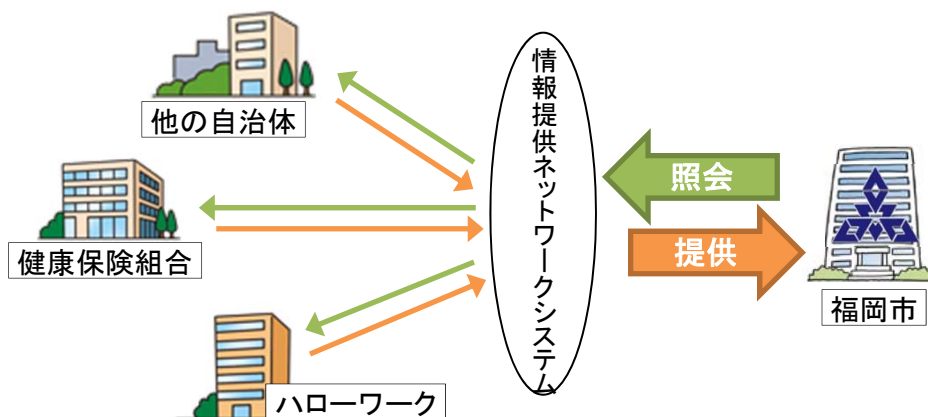 他の自治体
健康保険組合
ハローワーク
情報提供ネットワークシステム
照会
提供
福岡市